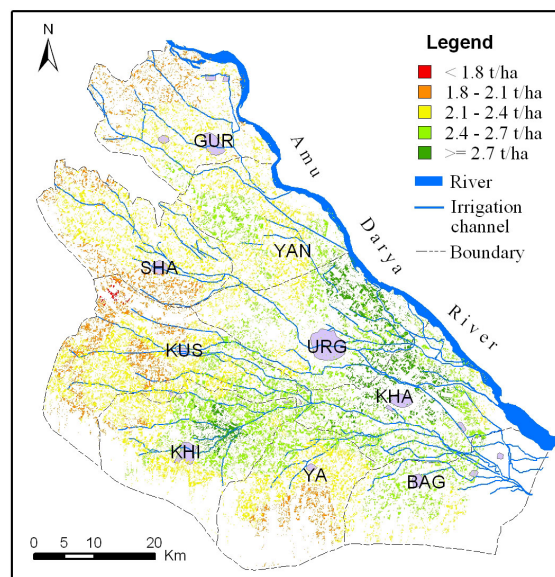 N
Legend
< 1.8 t/ha
1.8 - 2.1 t/ha
2.1 - 2.4 t/ha
2.4 - 2.7 t/ha
>= 2.7 t/ha
River
Irrigation
channel
Boundary
Amu
Darya
River
GUR
YAN
SHA
KUS
URG
KHA
KHI
YA
BAG
0 10 20
Km